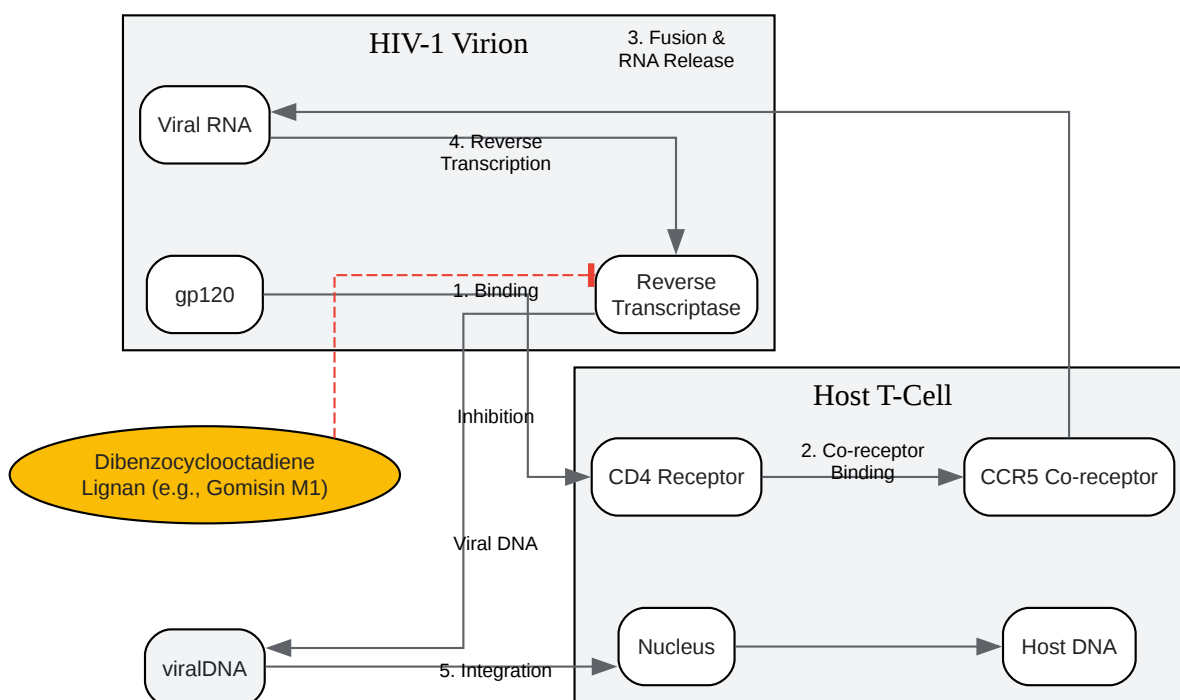 HIV-1 Virion
3. Fusion &
RNA Release
Viral RNA
4. Reverse
Transcription
gp120
1. Binding
Reverse
Transcriptase
Host T-Cell
Inhibition
Dibenzocyclooctadiene
Lignan (e.g., Gomisin M1)
CD4 Receptor
2. Co-receptor
Binding
CCR5 Co-receptor
Viral DNA
viralDNA
5. Integration
Nucleus
Host DNA